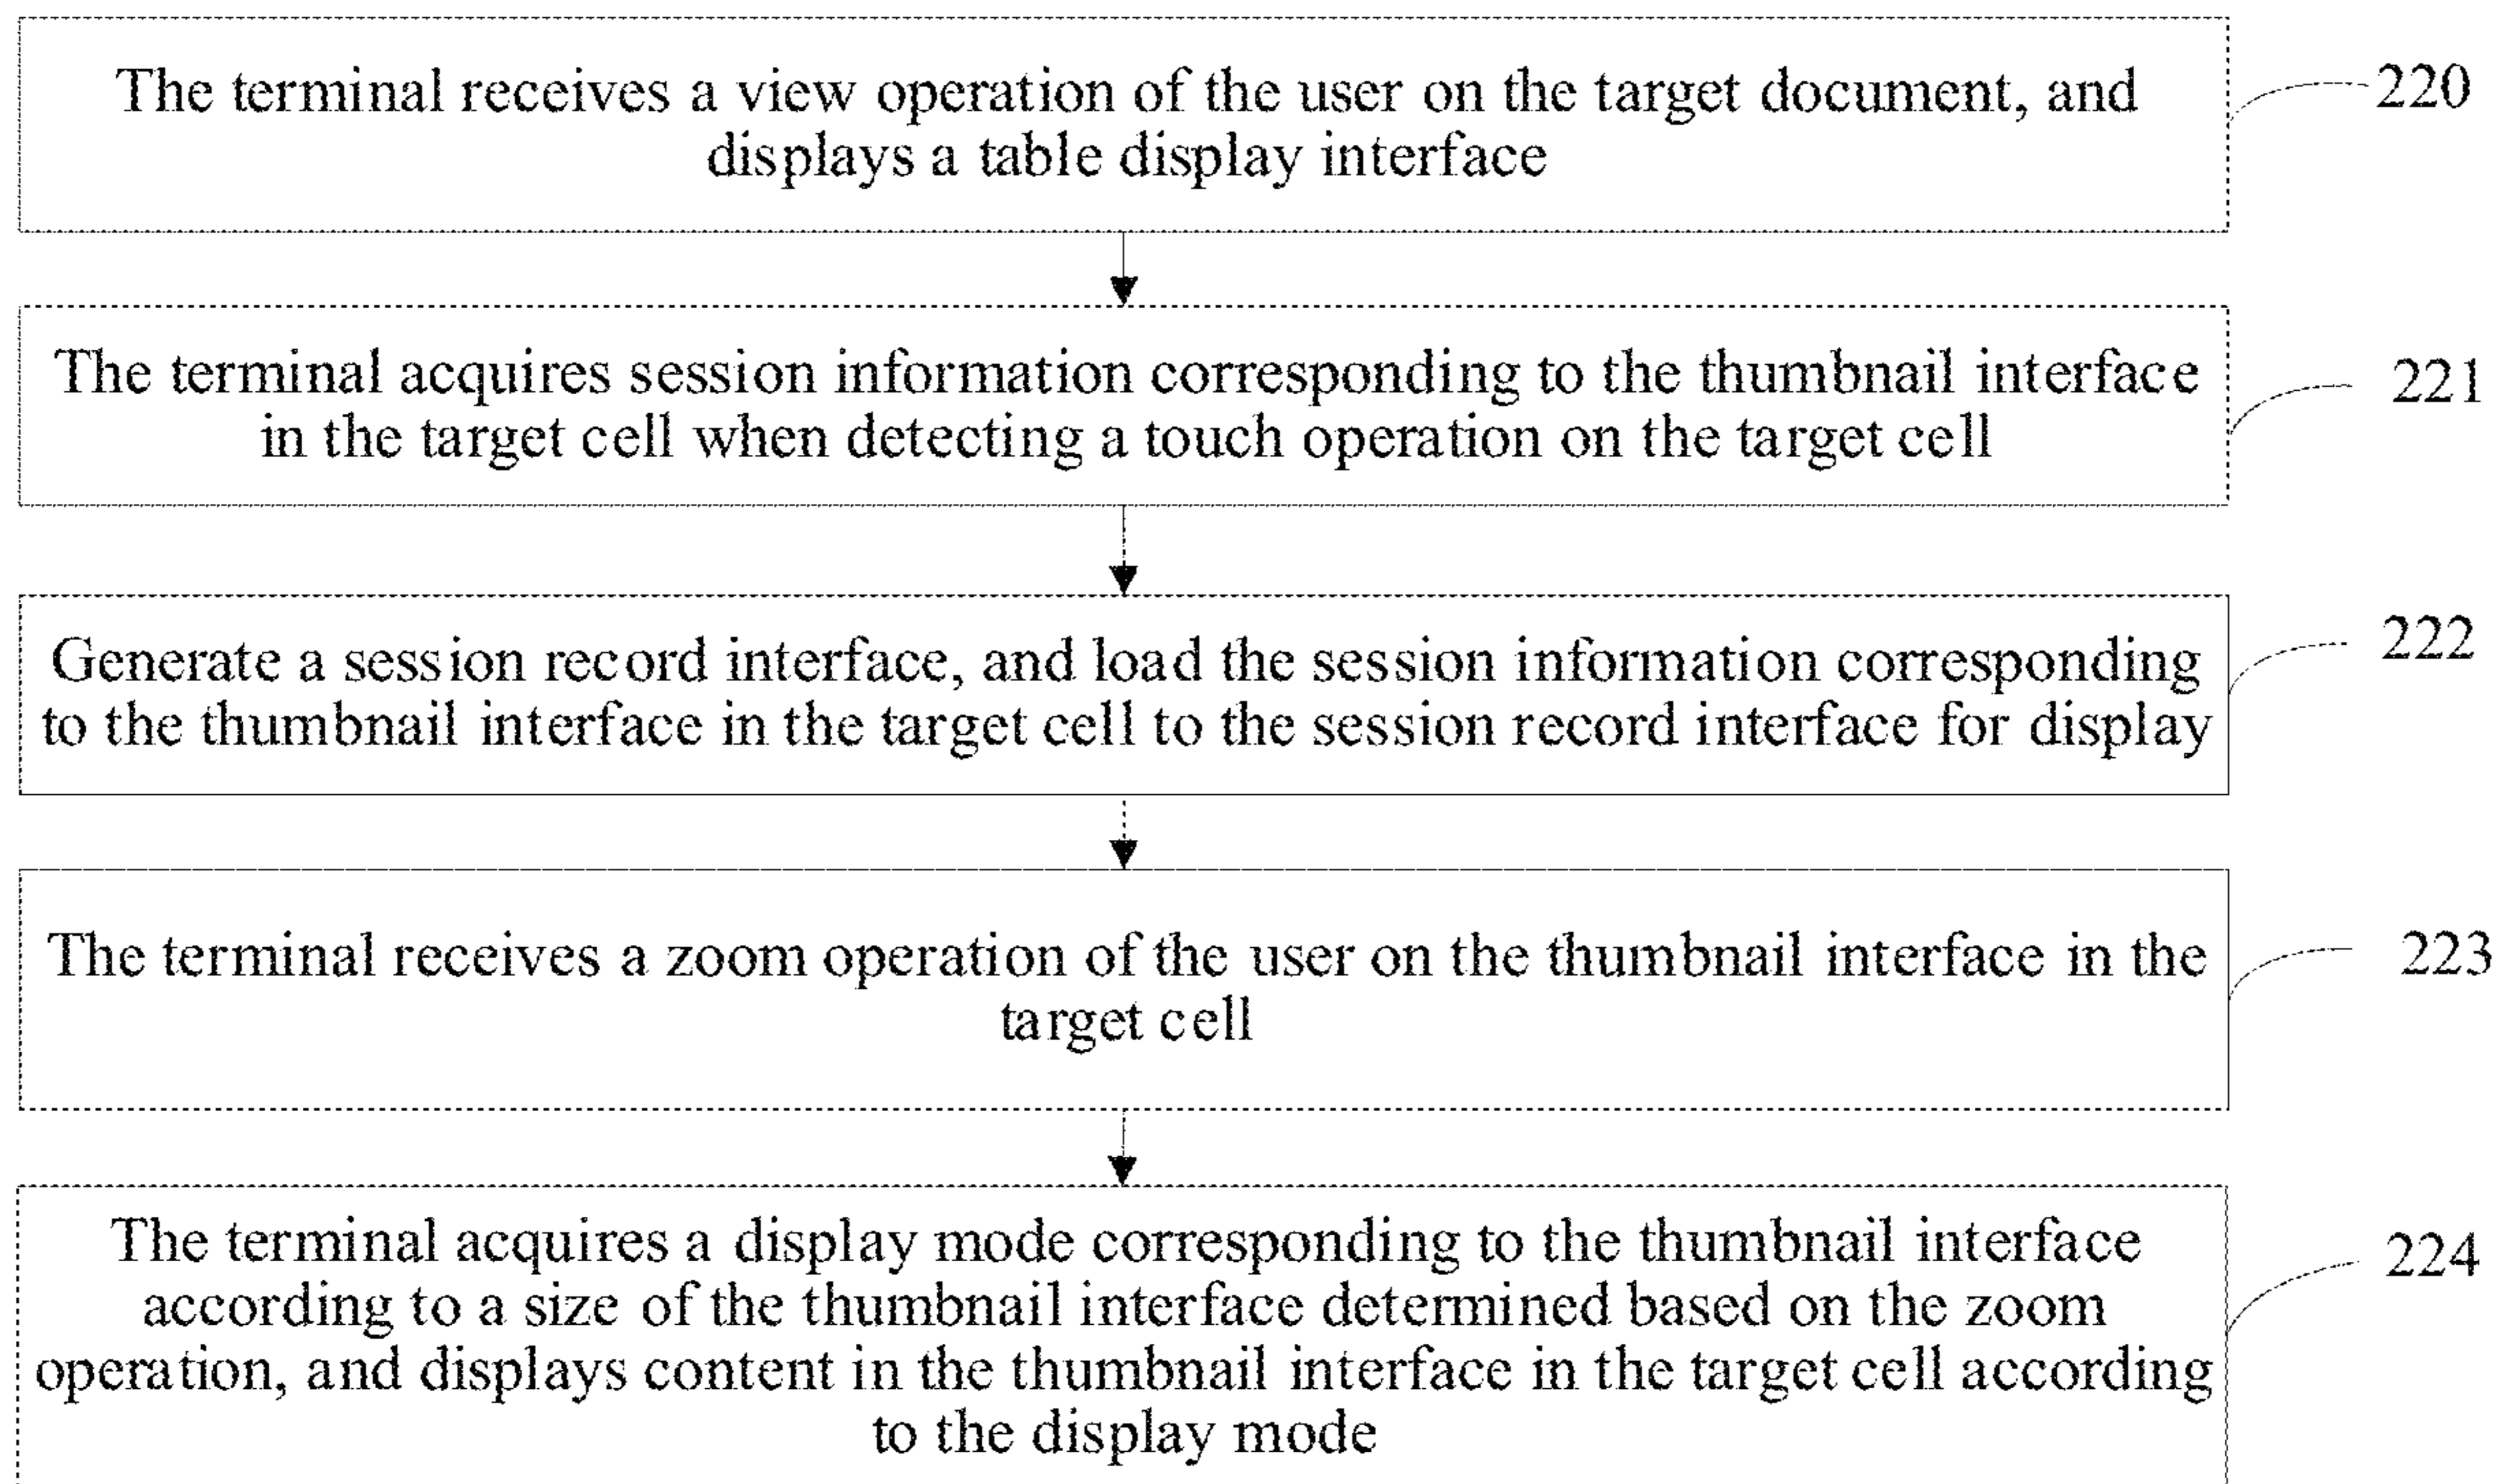 The terminal receives a view operation of the user on the target document, and
displays a table display interface
220
The terminal acquires session information corresponding to the thumbnail interface
in the target cell when detecting a touch operation on the target cell
221
Generate a session record interface, and load the session information corresponding
to the thumbnail interface in the target cell to the session record interface for display
222
The terminal receives a zoom operation of the user on the thumbnail interface in the
target cell
223
The terminal acquires a display mode corresponding to the thumbnail interface
according to a size of the thumbnail interface determined based on the zoom
operation, and displays content in the thumbnail interface in the target cell according
to the display mode
224